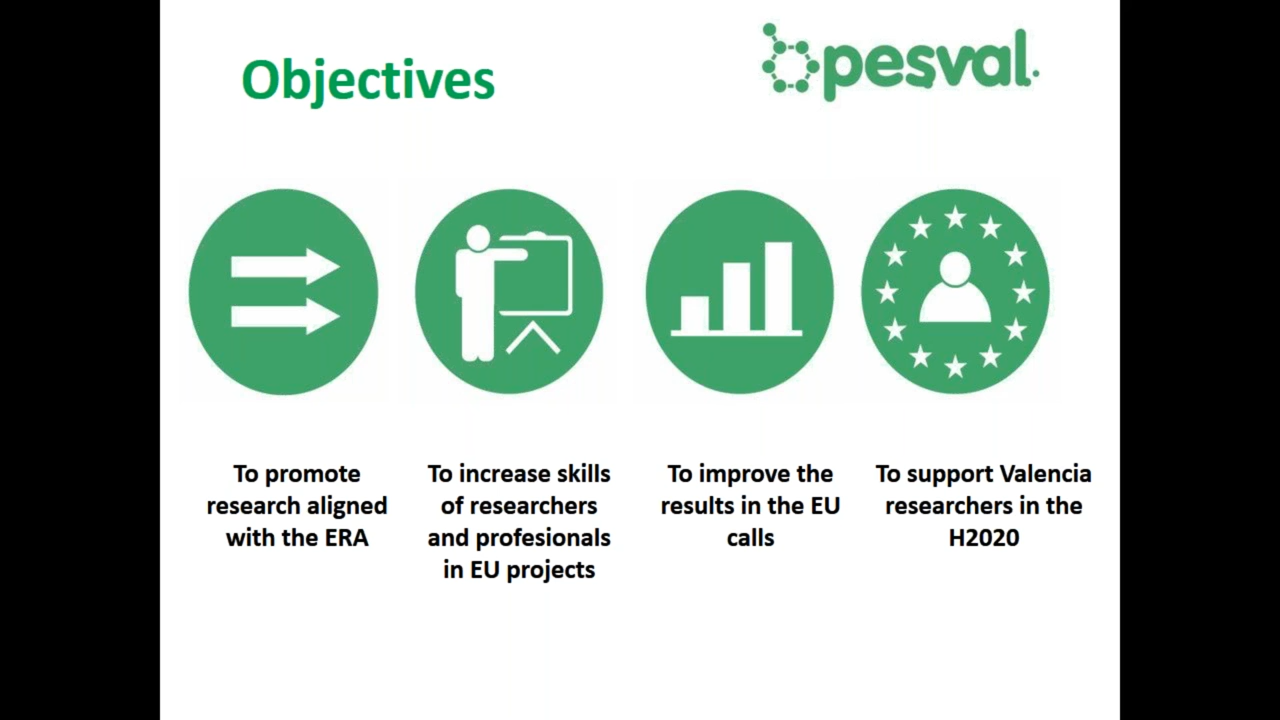 Objectives
Opesval.
To promote
research aligned
with the ERA
To increase skills
of researchers
and profesionals
in EU projects
To improve the
results in the EU
calls
To support Valencia
researchers in the
H2020